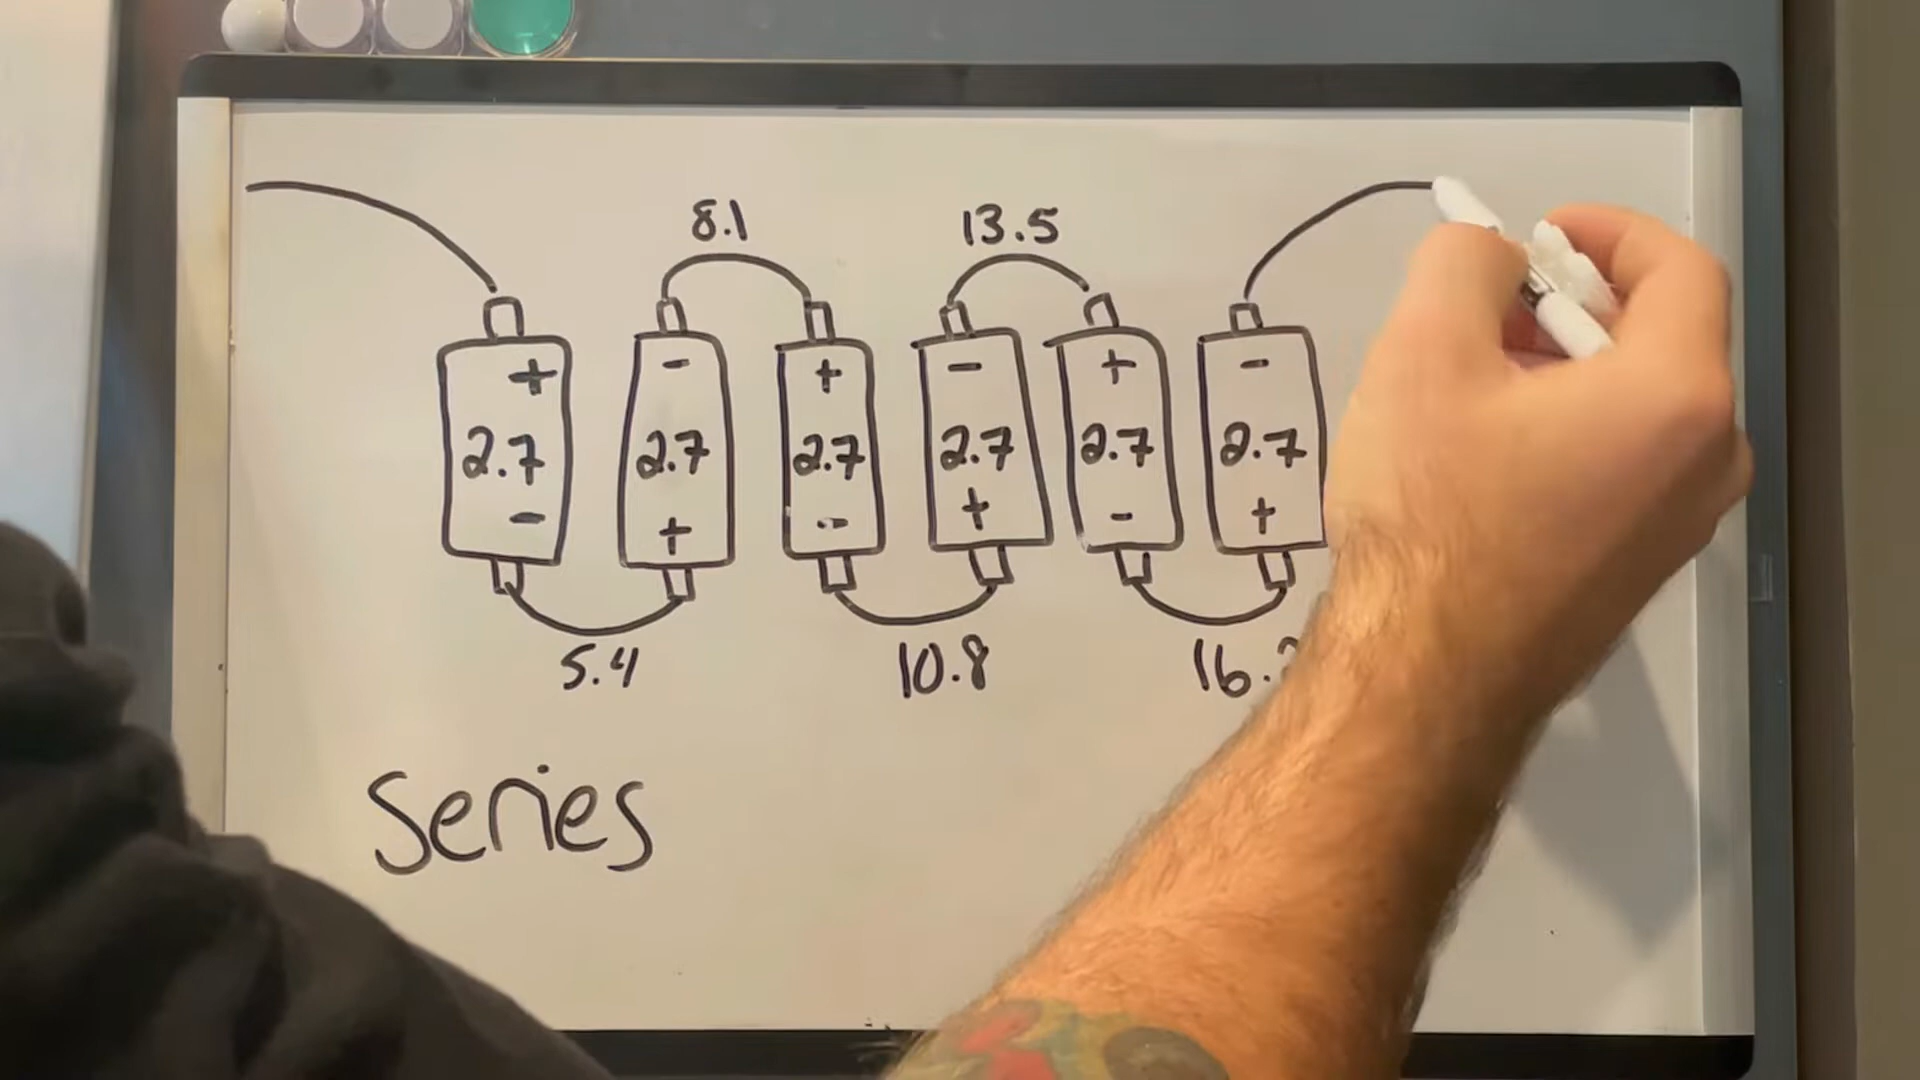 8.1 13.5
+ - + - + -
2.7 2.7 2.7 2.7 2.7 2.7
- + - + - +
5.4 10.8 16.
Series